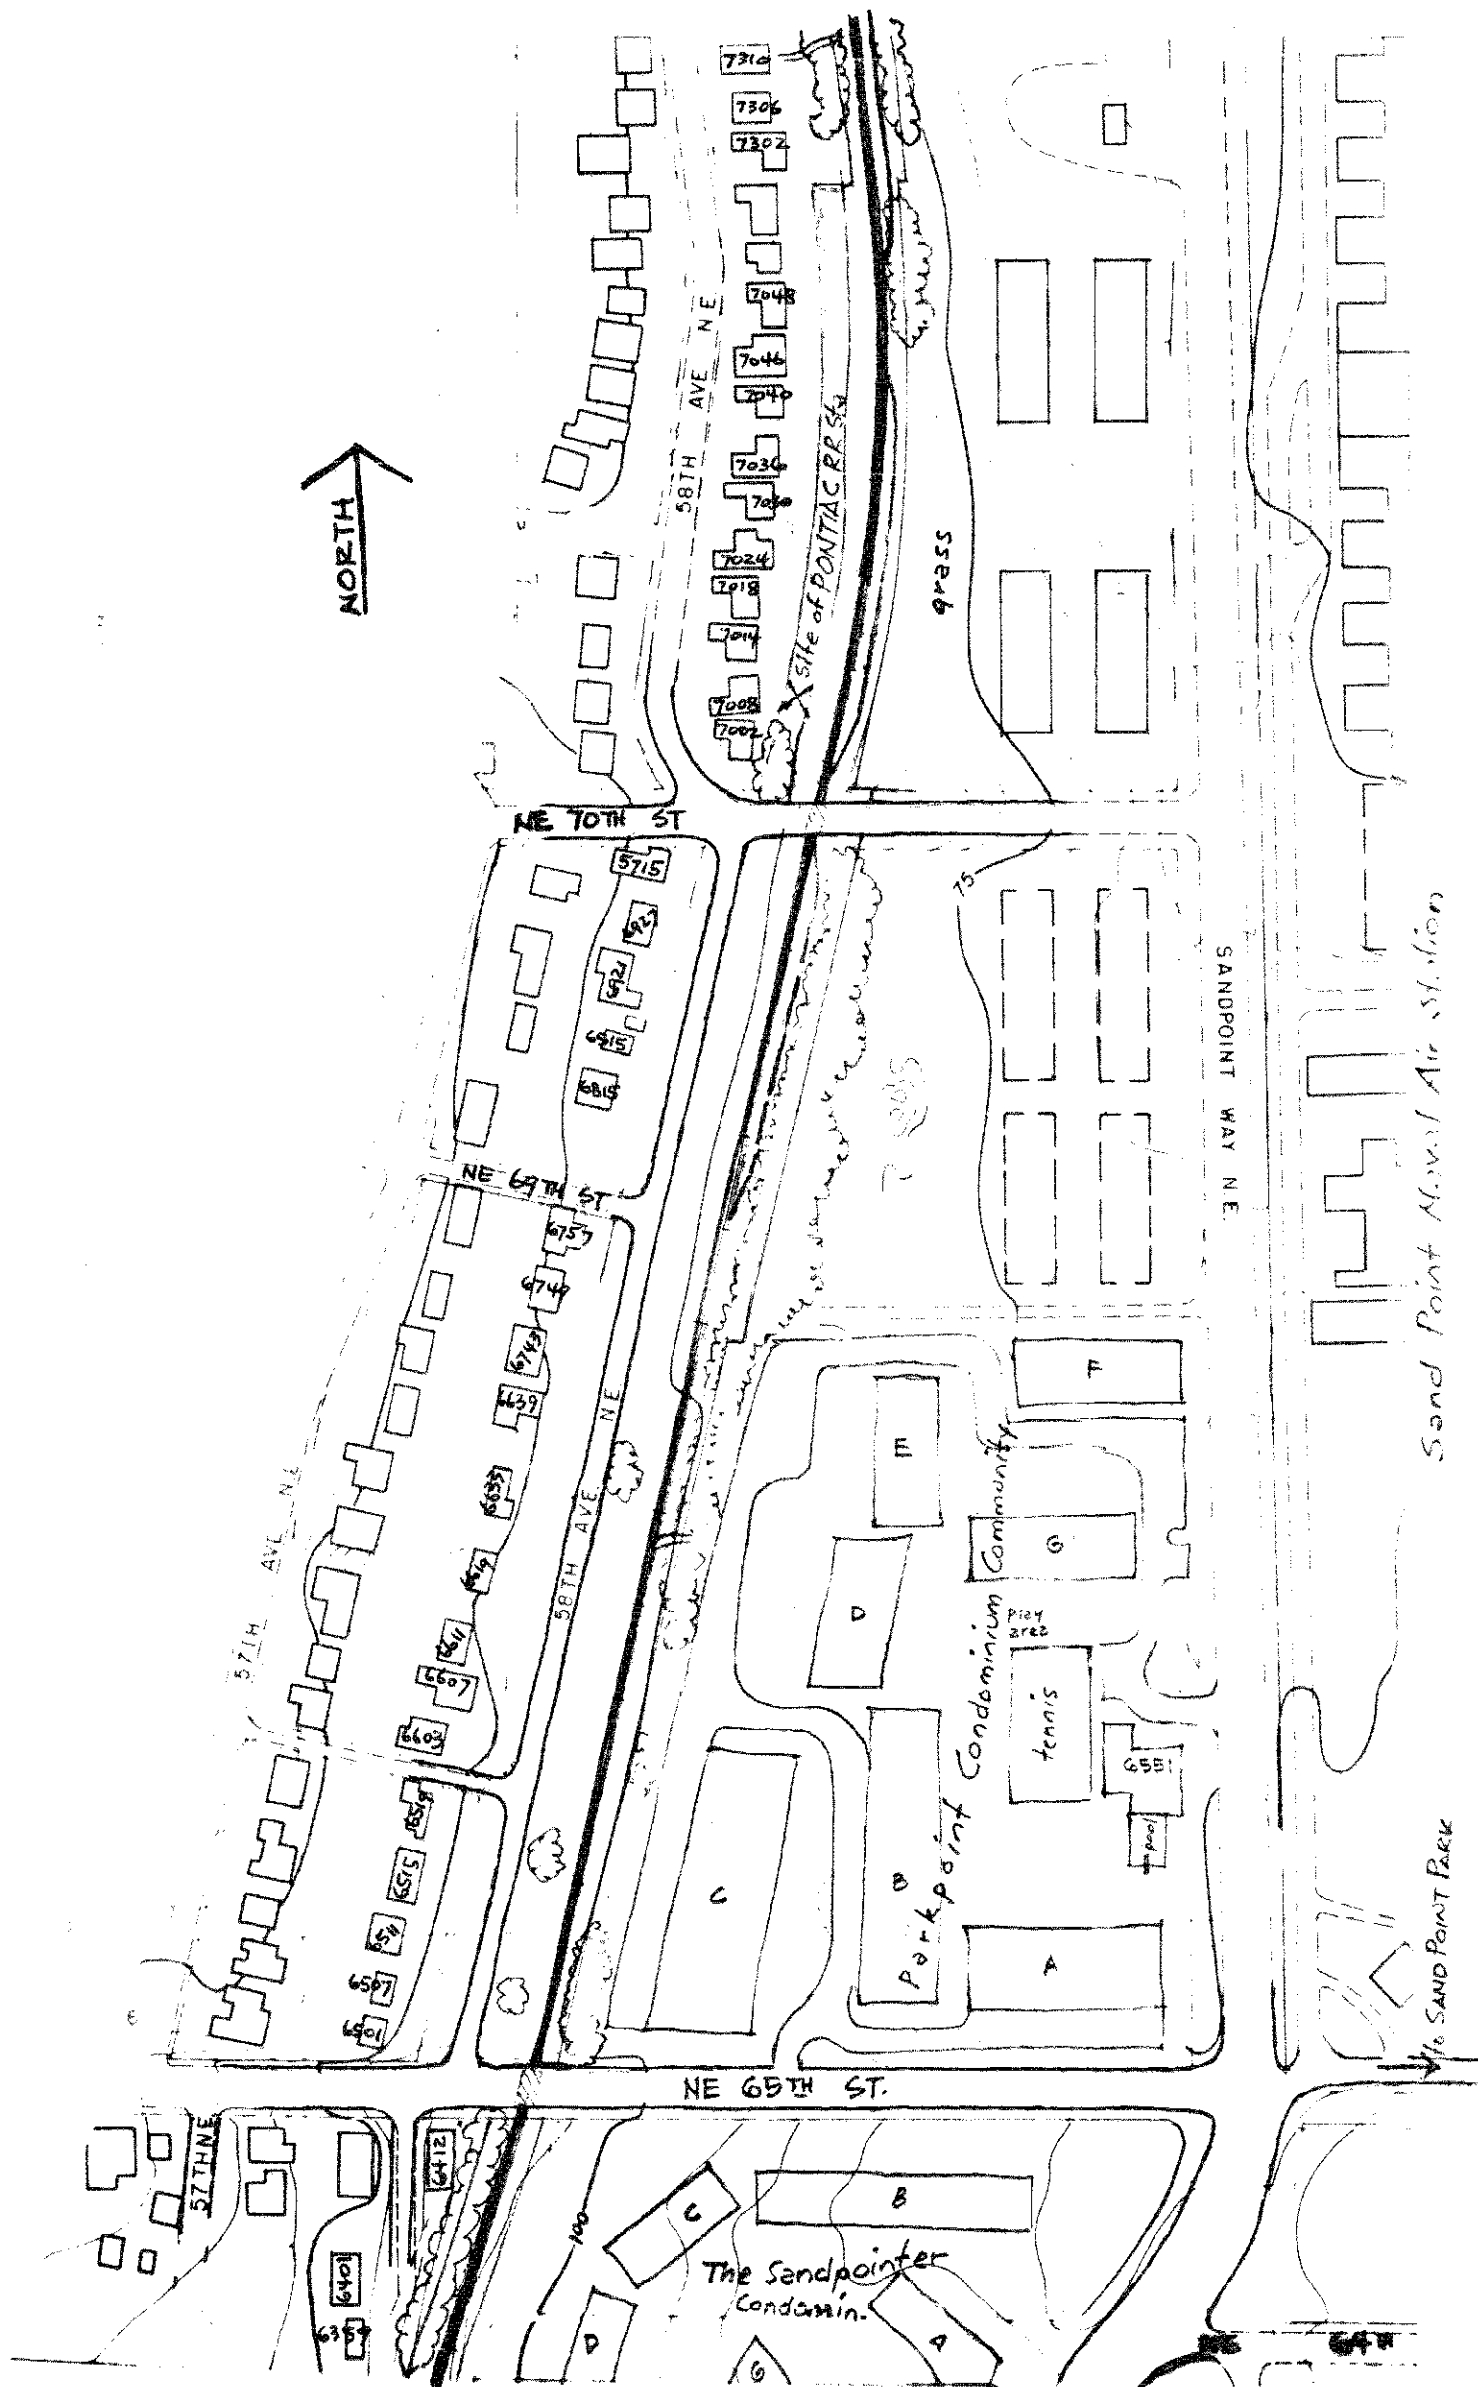 7310
7306
7302
7048
7046
7040
7036
7030
7024
7018
7014
7008
7002
58TH AVE NE
NORTH
X site of PONTIAC RR Sta
grass
NE 70TH ST
5715
6927
6921
6815
75
SANDPOINT WAY N.E.
Sand Point Naval Air Station
NE 69TH ST
6757
6749
6743
6639
6633
6619
6611
6607
6603
57TH AVE NE
58TH AVE NE
F
E
G
D
C
B
A
Parkpoint Condominium Community
play
area
tennis
6551
pool
6519
6515
6511
6507
6501
to SAND POINT PARK
NE 65TH ST.
57TH NE
6412
6401
100
C
B
The Sandpointer
Condomin.
D
G
A
NE 64TH